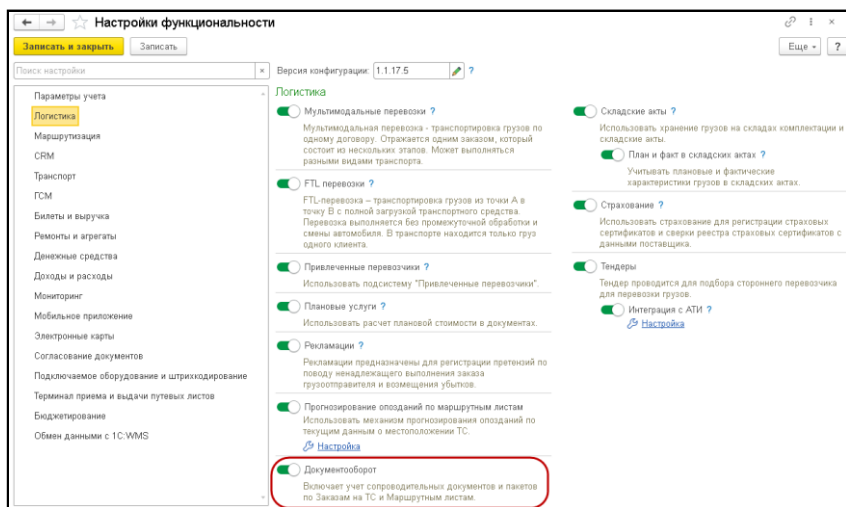 Настройки функциональности
Записать и закрыть
Записать
Еще
?
Поиск настройки
×
Версия конфигурации: 1.1.17.5 ?
Параметры учета
Логистика
Маршрутизация
CRM
Транспорт
ГСМ
Билеты и выручка
Ремонты и агрегаты
Денежные средства
Доходы и расходы
Мониторинг
Мобильное приложение
Электронные карты
Согласование документов
Подключаемое оборудование и штрихкодирование
Терминал приема и выдачи путевых листов
Бюджетирование
Обмен данными с 1С:WMS
Логистика
Мультимодальные перевозки ?
Мультимодальная перевозка - транспортировка грузов по
одному договору. Отражается одним заказом, который
состоит из нескольких этапов. Может выполняться
разными видами транспорта.
FTL перевозки ?
FTL-перевозка – транспортировка грузов из точки А в
точку В с полной загрузкой транспортного средства.
Перевозка выполняется без промежуточной обработки и
смены автомобиля. В транспорте находится только груз
одного клиента.
Привлеченные перевозчики ?
Использовать подсистему "Привлеченные перевозчики".
Плановые услуги ?
Использовать расчет плановой стоимости в документах.
Рекламации ?
Рекламации предназначены для регистрации претензий по
поводу ненадлежащего выполнения заказа
грузоотправителя и возмещения убытков.
Прогнозирование опозданий по маршрутным листам
Использовать механизм прогнозирования опозданий по
текущим данным о местоположении ТС.
Настройка
Документооборот
Включает учет сопроводительных документов и пакетов
по Заказам на ТС и Маршрутным листам.
Складские акты ?
Использовать хранение грузов на складах комплектации и
складские акты.
План и факт в складских актах ?
Учитывать плановые и фактические
характеристики грузов в складских актах.
Страхование ?
Использовать страхование для регистрации страховых
сертификатов и сверки реестра страховых сертификатов с
данными поставщика.
Тендеры
Тендер проводится для подбора стороннего перевозчика
для перевозки грузов.
Интеграция с АТИ ?
Настройка